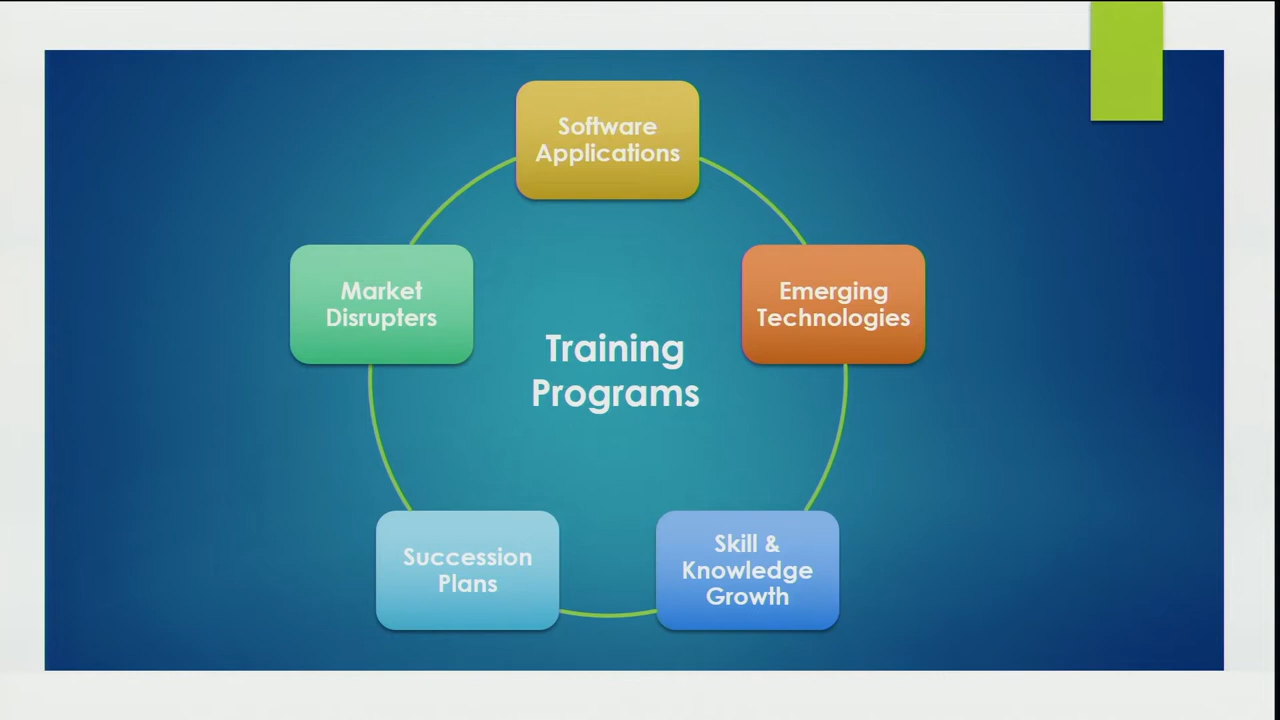 Software
Applications
Market
Disrupters
Emerging
Technologies
Training
Programs
Succession
Plans
Skill &
Knowledge
Growth